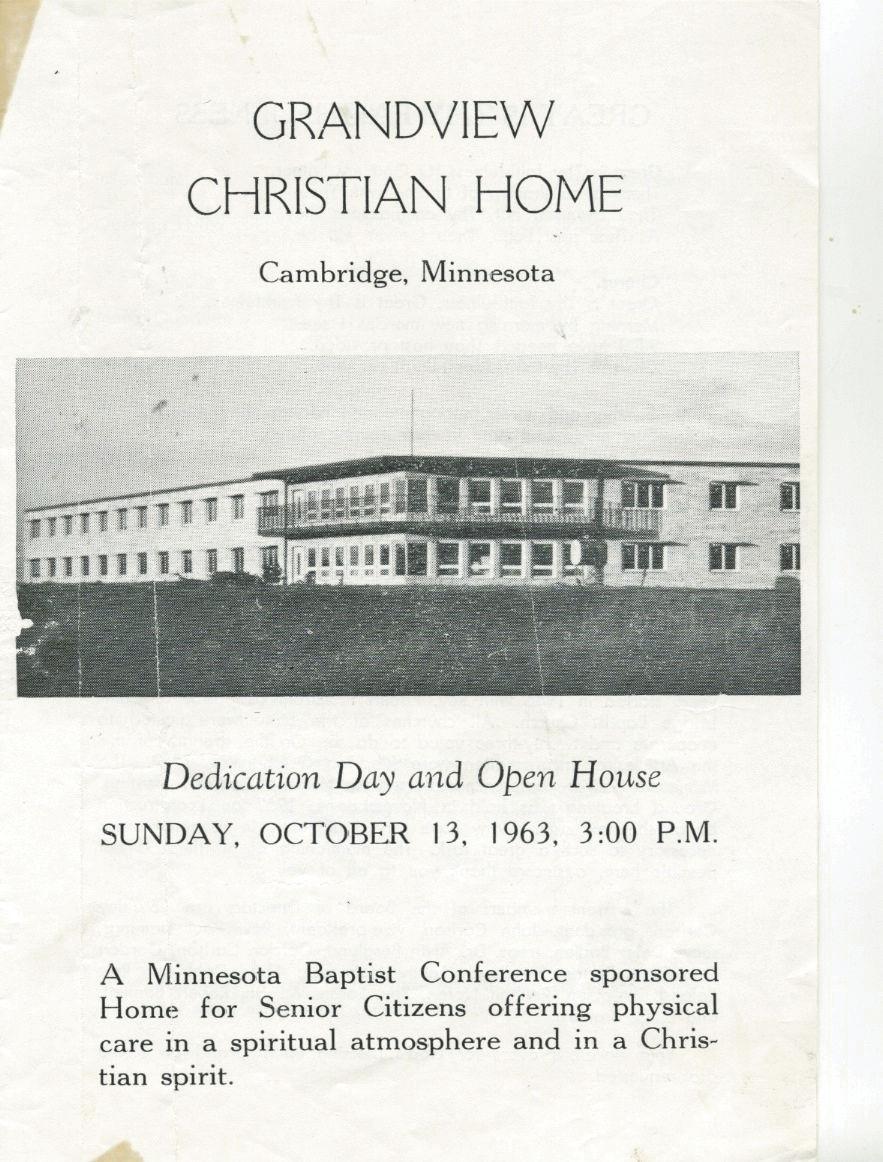 GRANDVIEW
CHRISTIAN HOME
Cambridge, Minnesota
Dedication Day and Open House
SUNDAY, OCTOBER 13, 1963, 3:00 P.M.
A Minnesota Baptist Conference sponsored
Home for Senior Citizens offering physical
care in a spiritual atmosphere and in a Chris-
tian spirit.